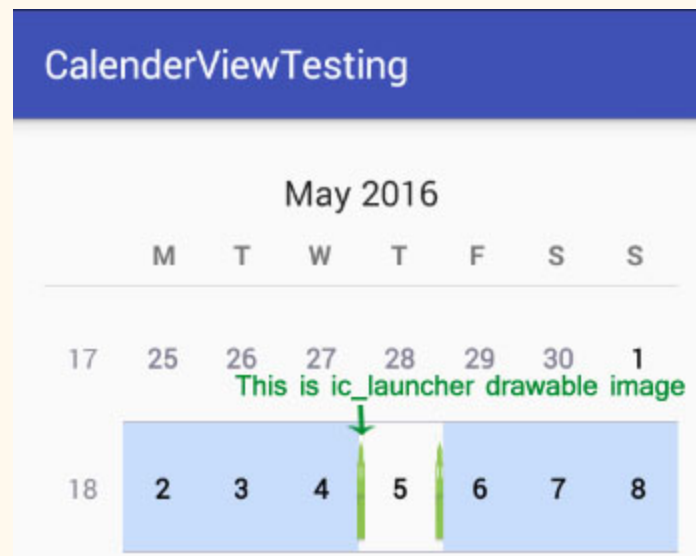 CalenderViewTesting
May 2016
M T W T F S S
17 25 26 27 28 29 30 1
This is ic_launcher drawable image
18 2 3 4 5 6 7 8